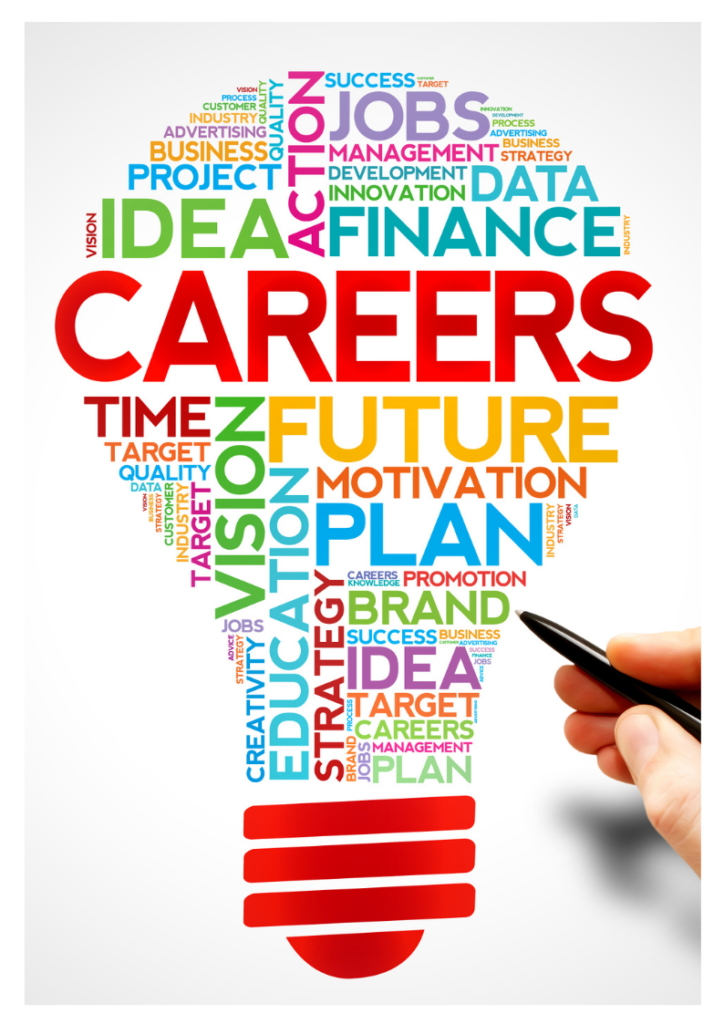 SUCCESS
CUSTOMER
TARGET
VISION
PROCESS
CUSTOMER
INDUSTRY
ADVERTISING
BUSINESS
PROJECT
QUALITY
QUALITY
ACTION
JOBS
INNOVATION
DEVELOPMENT
PROCESS
ADVERTISING
BUSINESS
STRATEGY
MANAGEMENT
DEVELOPMENT
INNOVATION
DATA
VISION
IDEA
FINANCE
INDUSTRY
CAREERS
TIME
TARGET
QUALITY
DATA
VISION
BUSINESS
STRATEGY
CUSTOMER
INDUSTRY
TARGET
VISION
FUTURE
MOTIVATION
PLAN
INDUSTRY
STRATEGY
VISION
DATA
EDUCATION
STRATEGY
CAREERS
KNOWLEDGE
PROMOTION
BRAND
JOBS
ADVICE
STRATEGY
CREATIVITY
SUCCESS
BUSINESS
CUSTOMER
ADVERTISING
IDEA
SUCCESS
FINANCE
JOBS
ADVICE
TARGET
PROCESS
CAREERS
BRAND
JOBS
MANAGEMENT
PLAN